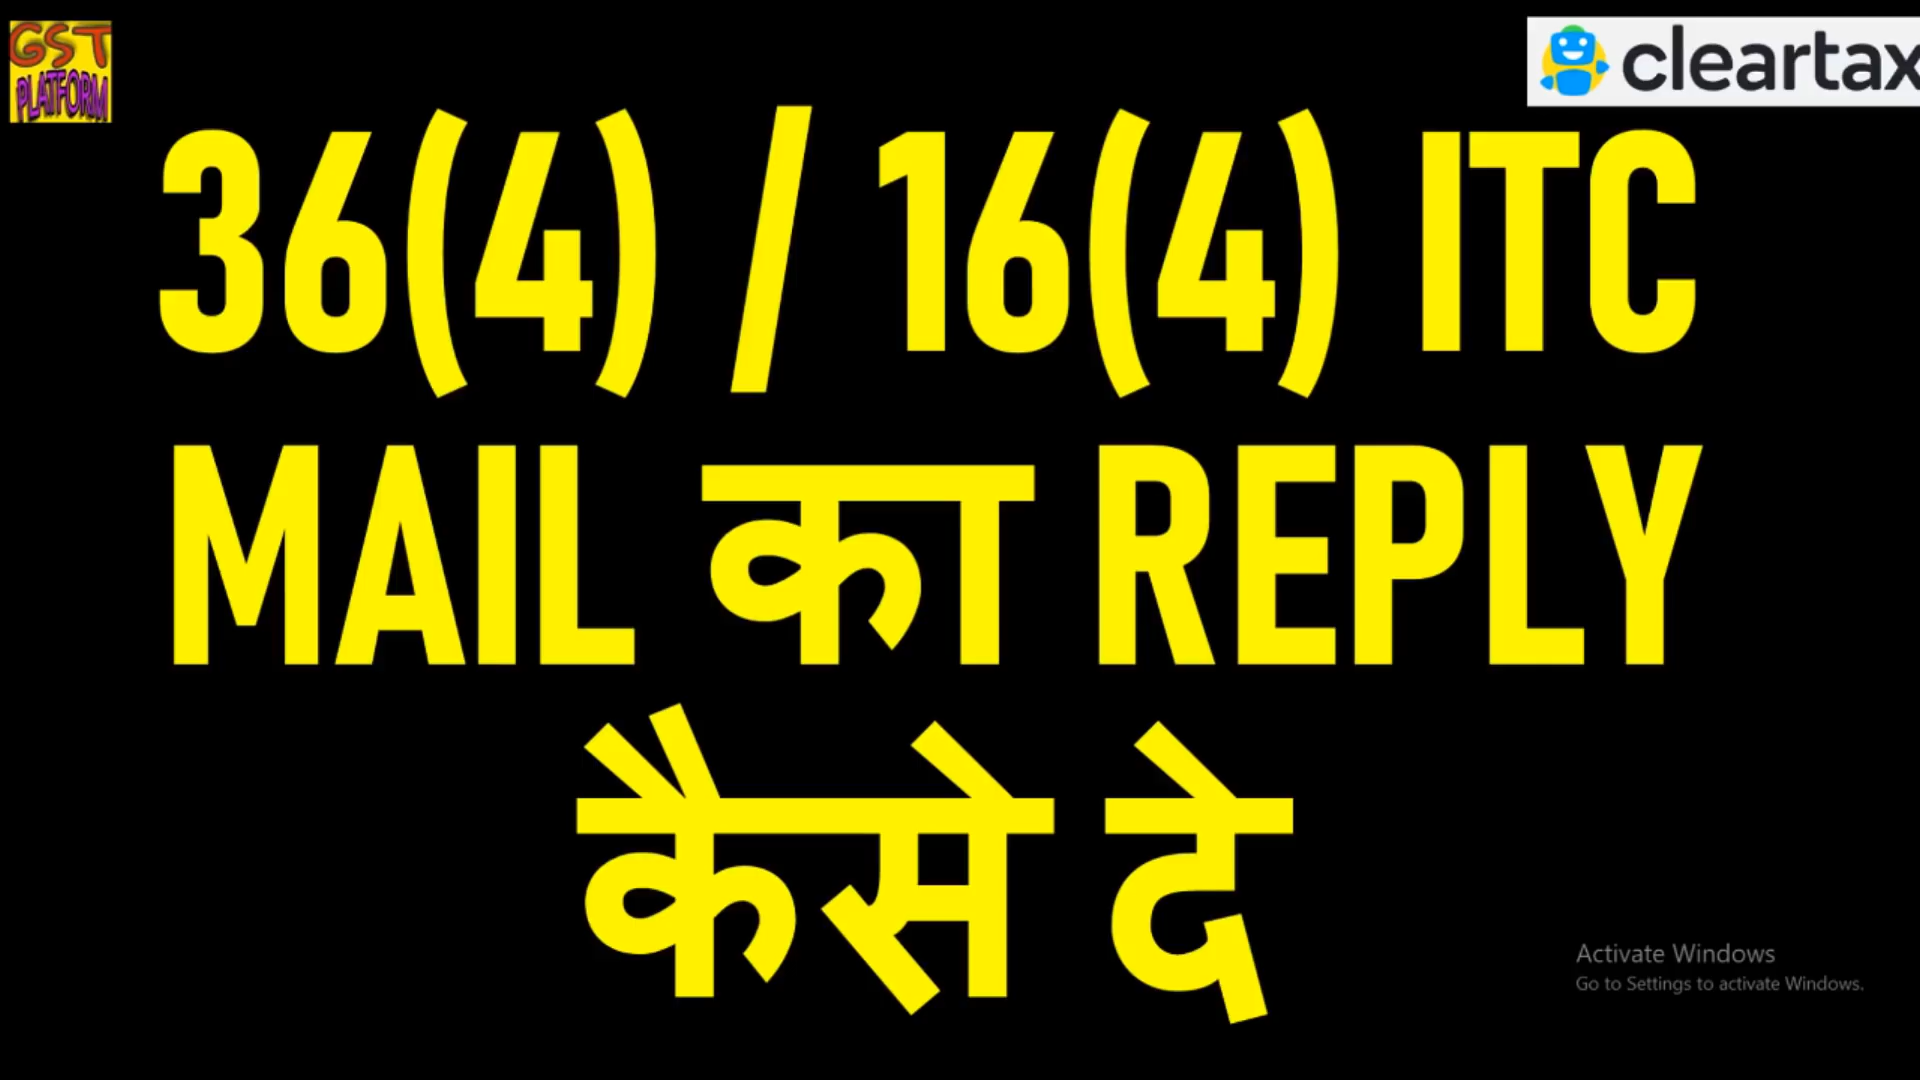 GST
PLATFORM
cleartax
36(4) / 16(4) ITC
MAIL का REPLY
कैसे दे
Activate Windows
Go to Settings to activate Windows.